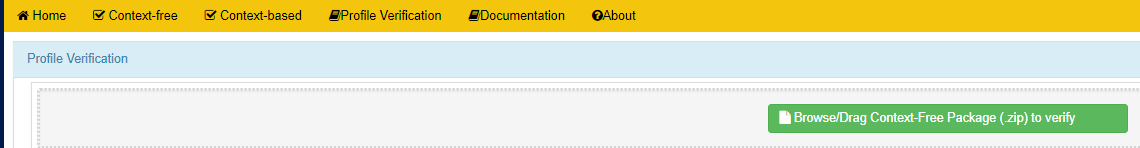 Home Context-free Context-based Profile Verification Documentation About
Profile Verification
Browse/Drag Context-Free Package (.zip) to verify